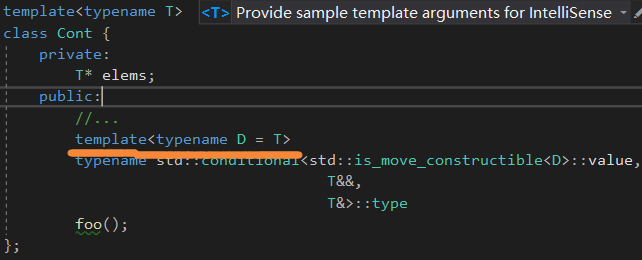 template<typename T> <T> Provide sample template arguments for IntelliSense
class Cont {
private:
T* elems;
public:
//...
template<typename D = T>
typename std::conditional<std::is_move_constructible<D>::value,
T&&,
T&>::type
foo();
};